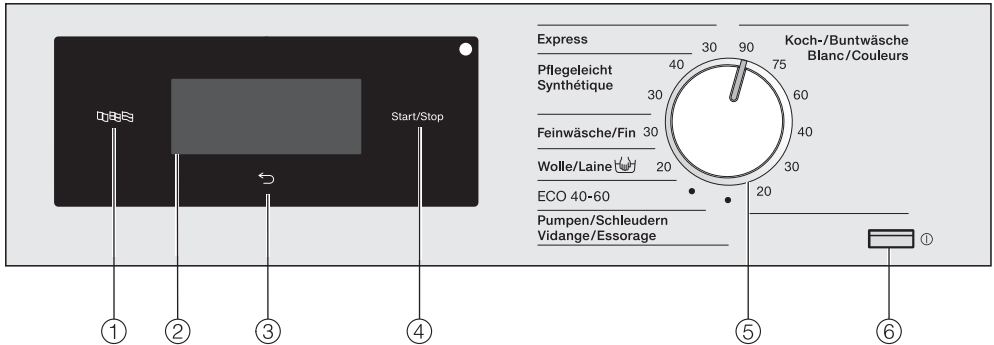 Start/Stop
Express
Pflegeleicht
Synthétique
Feinwäsche/Fin
Wolle/Laine
ECO 40-60
Pumpen/Schleudern
Vidange/Essorage
30
40
30
30
20
90
75
60
40
30
20
Koch-/Buntwäsche
Blanc/Couleurs
1
2
3
4
5
6